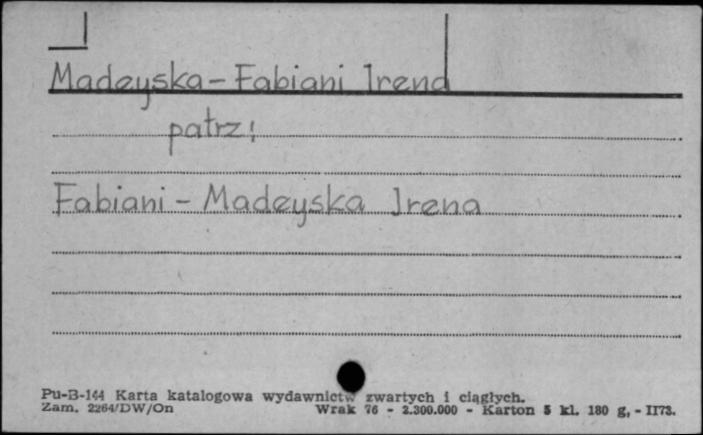 Madeyska-Fabiani Irena
patrz:
Fabiani - Madeyska Irena
Pu-B-144 Karta katalogowa wydawnictw zwartych i ciągłych.
Zam. 2264/DW/On Wrak 76 - 2.300.000 - Karton 5 kl. 180 g, - II73.